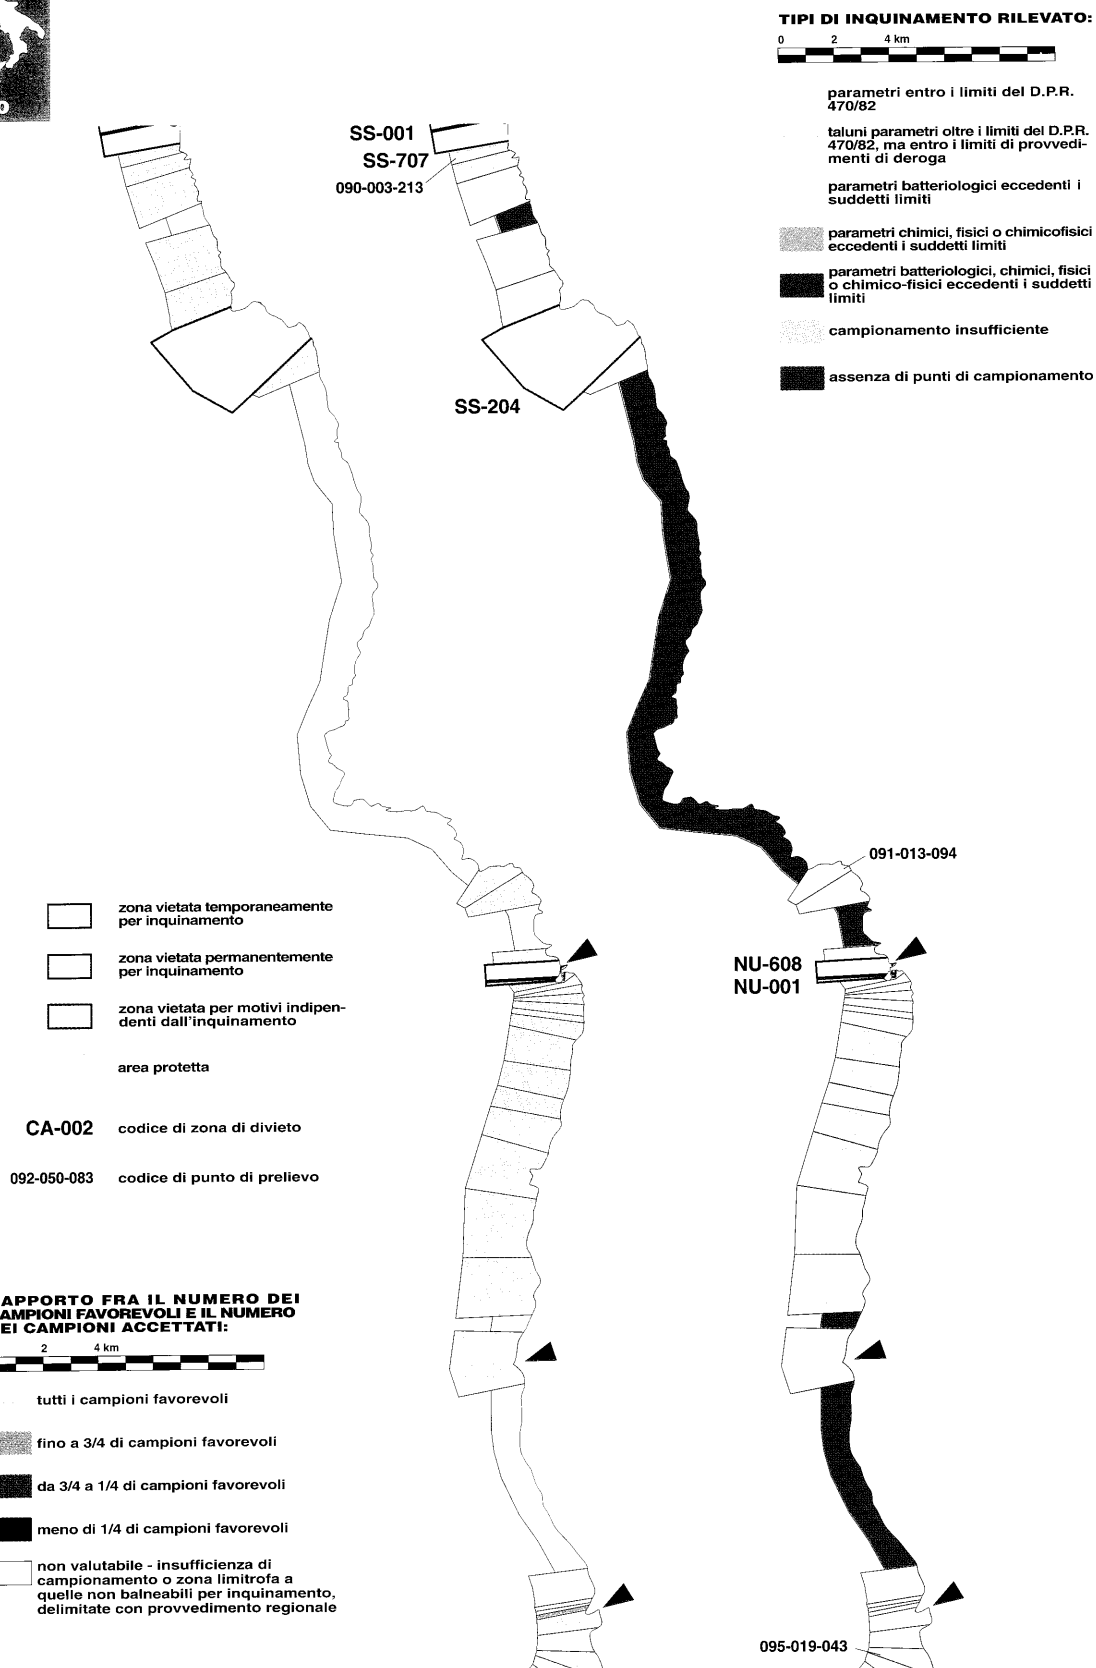 TIPI DI INQUINAMENTO RILEVATO:
0 2 4 km
parametri entro i limiti del D.P.R.
470/82
taluni parametri oltre i limiti del D.P.R.
470/82, ma entro i limiti di provvedi-
menti di deroga
parametri batteriologici eccedenti i
suddetti limiti
parametri chimici, fisici o chimicofisici
eccedenti i suddetti limiti
parametri batteriologici, chimici, fisici
o chimico-fisici eccedenti i suddetti
limiti
campionamento insufficiente
assenza di punti di campionamento
SS-001
SS-707
090-003-213
SS-204
091-013-094
NU-608
NU-001
095-019-043
zona vietata temporaneamente
per inquinamento
zona vietata permanentemente
per inquinamento
zona vietata per motivi indipen-
denti dall'inquinamento
area protetta
CA-002 codice di zona di divieto
092-050-083 codice di punto di prelievo
APPORTO FRA IL NUMERO DEI
AMPIONI FAVOREVOLI E IL NUMERO
EI CAMPIONI ACCETTATI:
2 4 km
tutti i campioni favorevoli
fino a 3/4 di campioni favorevoli
da 3/4 a 1/4 di campioni favorevoli
meno di 1/4 di campioni favorevoli
non valutabile - insufficienza di
campionamento o zona limitrofa a
quelle non balneabili per inquinamento,
delimitate con provvedimento regionale